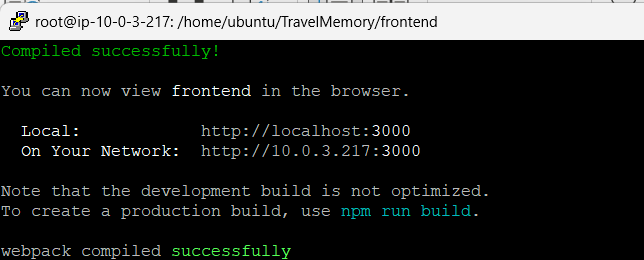 root@ip-10-0-3-217: /home/ubuntu/TravelMemory/frontend
Compiled successfully!
You can now view frontend in the browser.
Local: http://localhost:3000
On Your Network: http://10.0.3.217:3000
Note that the development build is not optimized.
To create a production build, use npm run build.
webpack compiled successfully